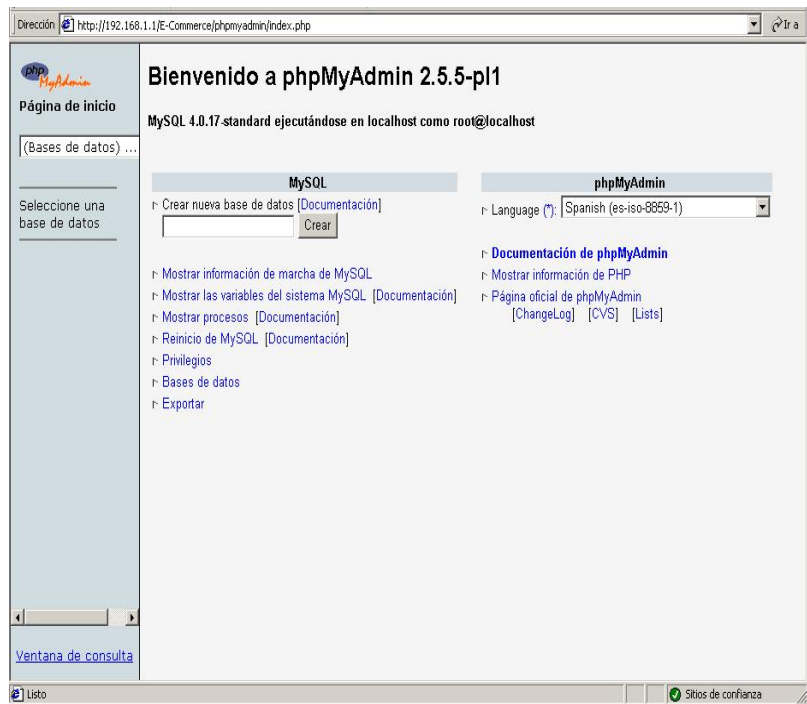 Dirección http://192.168.1.1/E-Commerce/phpmyadmin/index.php Ir a
php
MyAdmin
Página de inicio
(Bases de datos) ...
Seleccione una
base de datos
Ventana de consulta
Bienvenido a phpMyAdmin 2.5.5-pl1
MySQL 4.0.17-standard ejecutándose en localhost como root@localhost
MySQL
Crear nueva base de datos [Documentación]
Crear
Mostrar información de marcha de MySQL
Mostrar las variables del sistema MySQL [Documentación]
Mostrar procesos [Documentación]
Reinicio de MySQL [Documentación]
Privilegios
Bases de datos
Exportar
phpMyAdmin
Language (*): Spanish (es-iso-8859-1)
Documentación de phpMyAdmin
Mostrar información de PHP
Página oficial de phpMyAdmin
[ChangeLog] [CVS] [Lists]
Listo Sitios de confianza